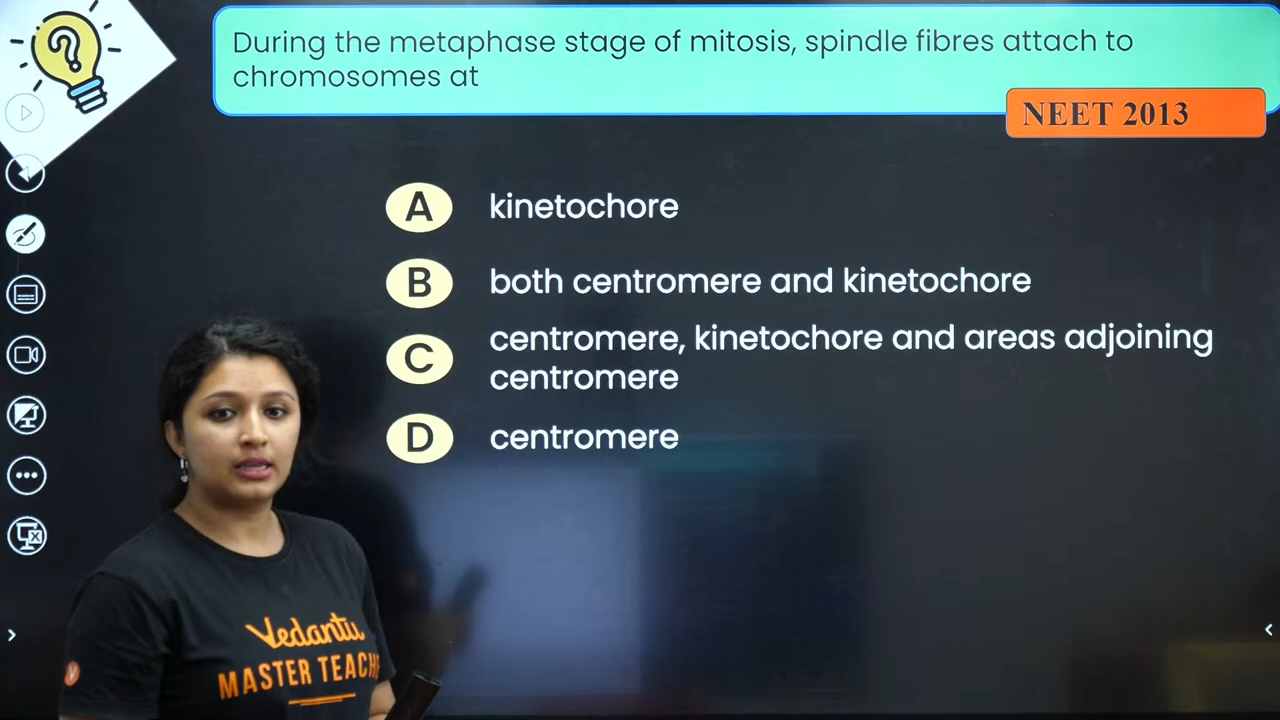 During the metaphase stage of mitosis, spindle fibres attach to
chromosomes at
NEET 2013
A kinetochore
B both centromere and kinetochore
C centromere, kinetochore and areas adjoining
centromere
D centromere
Vedantu
MASTER TEACHE